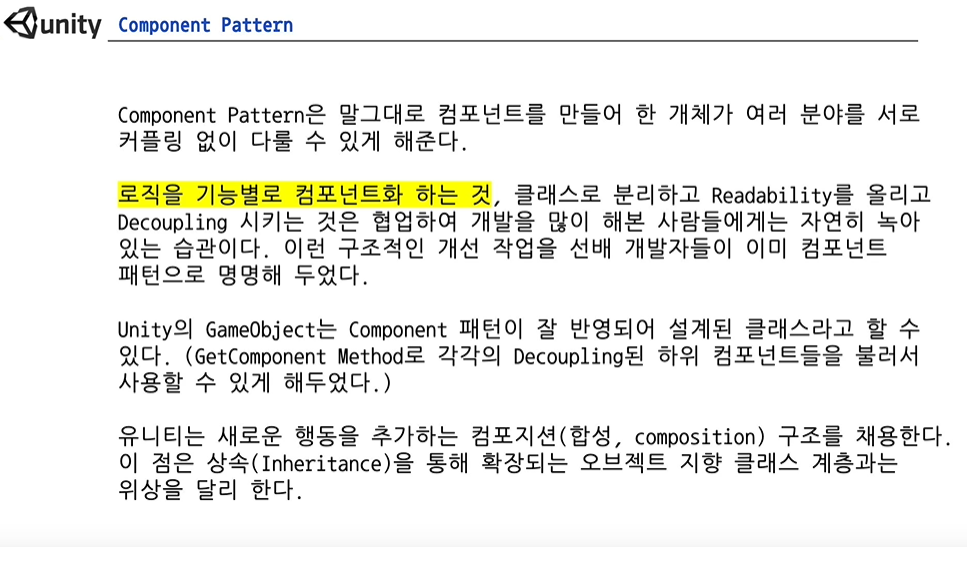 unity Component Pattern
Component Pattern은 말그대로 컴포넌트를 만들어 한 개체가 여러 분야를 서로
커플링 없이 다룰 수 있게 해준다.
로직을 기능별로 컴포넌트화 하는 것, 클래스로 분리하고 Readability를 올리고
Decoupling 시키는 것은 협업하여 개발을 많이 해본 사람들에게는 자연히 녹아
있는 습관이다. 이런 구조적인 개선 작업을 선배 개발자들이 이미 컴포넌트
패턴으로 명명해 두었다.
Unity의 GameObject는 Component 패턴이 잘 반영되어 설계된 클래스라고 할 수
있다. (GetComponent Method로 각각의 Decoupling된 하위 컴포넌트들을 불러서
사용할 수 있게 해두었다.)
유니티는 새로운 행동을 추가하는 컴포지션(합성, composition) 구조를 채용한다.
이 점은 상속(Inheritance)을 통해 확장되는 오브젝트 지향 클래스 계층과는
위상을 달리 한다.